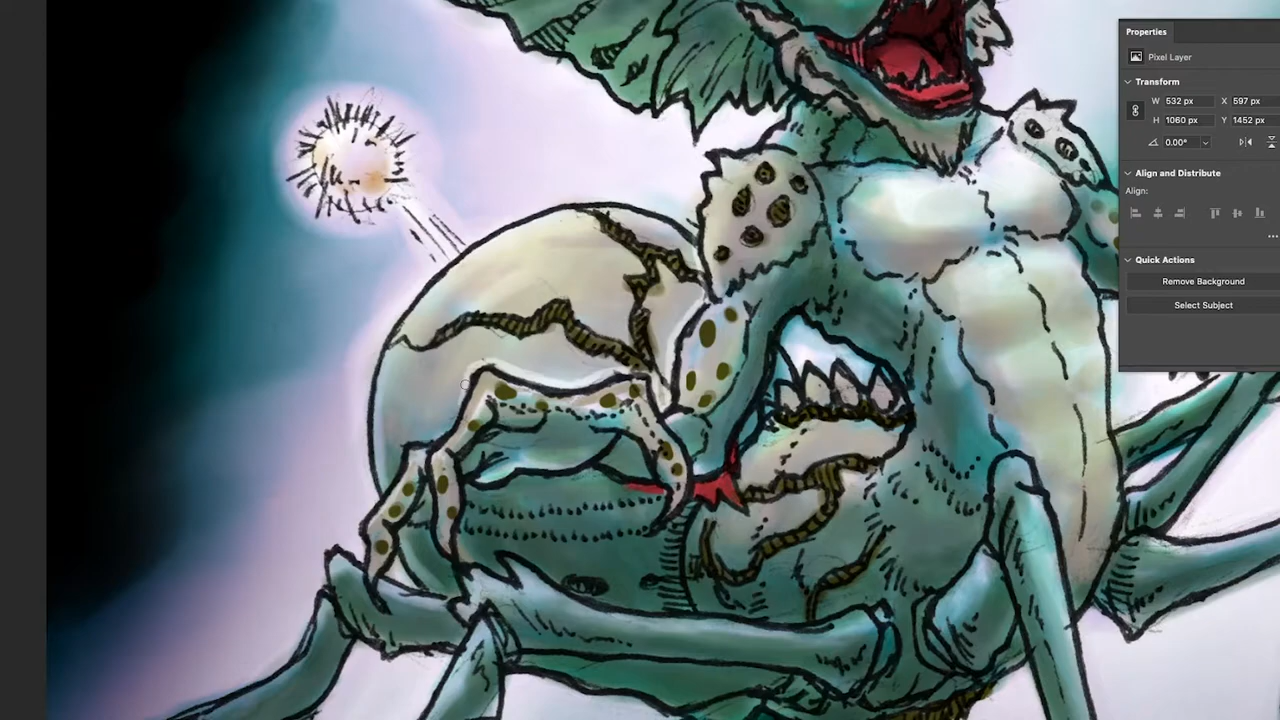 Properties
Pixel Layer
Transform
W 532 px X 597 px
H 1060 px Y 1452 px
0.00°
Align and Distribute
Align:
Quick Actions
Remove Background
Select Subject